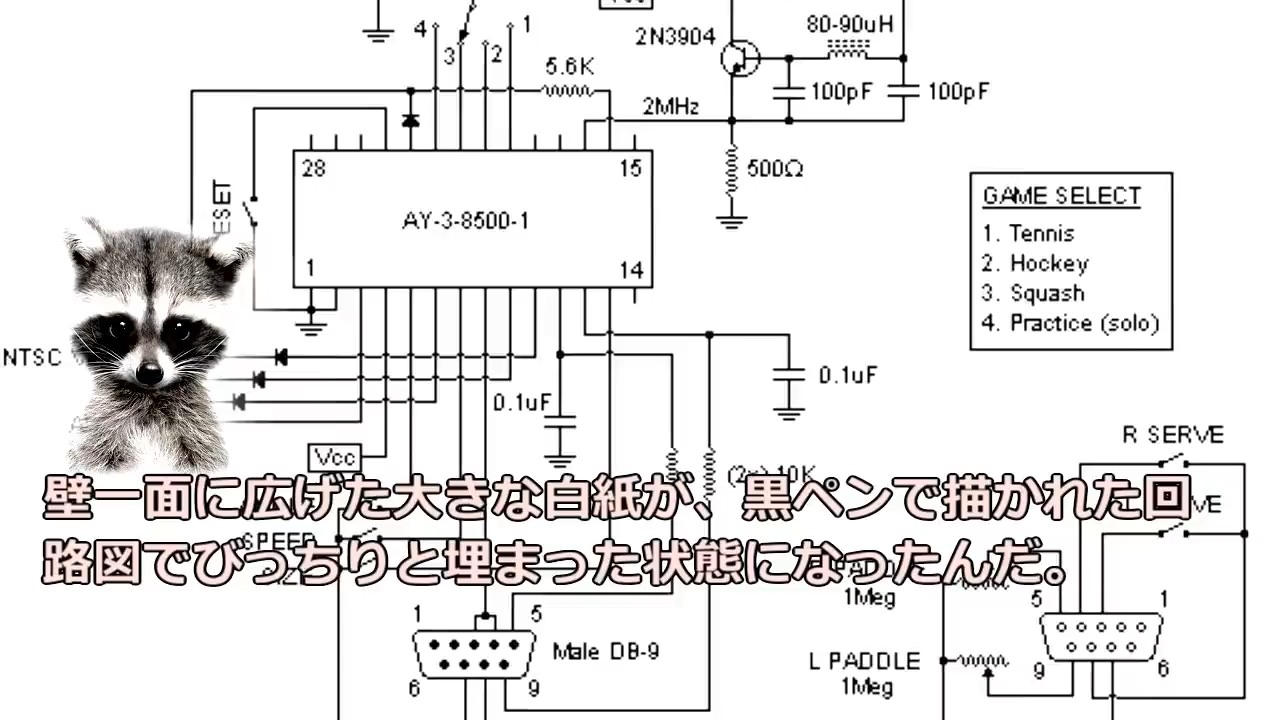 4
3
2
1
2N3904
80-90uH
5.6K
100pF
100pF
2MHz
28
15
500Ω
AY-3-8500-1
1
14
GAME SELECT
1. Tennis
2. Hockey
3. Squash
4. Practice (solo)
NTSC
0.1uF
0.1uF
Vcc
R SERVE
壁一面に広げた大きな白紙が、黒ペンで描かれた回
路図でびっちりと埋まった状態になったんだ。
SPEED
1Meg
1
5
Male DB-9
6
9
5
1
L PADDLE
1Meg
9
6